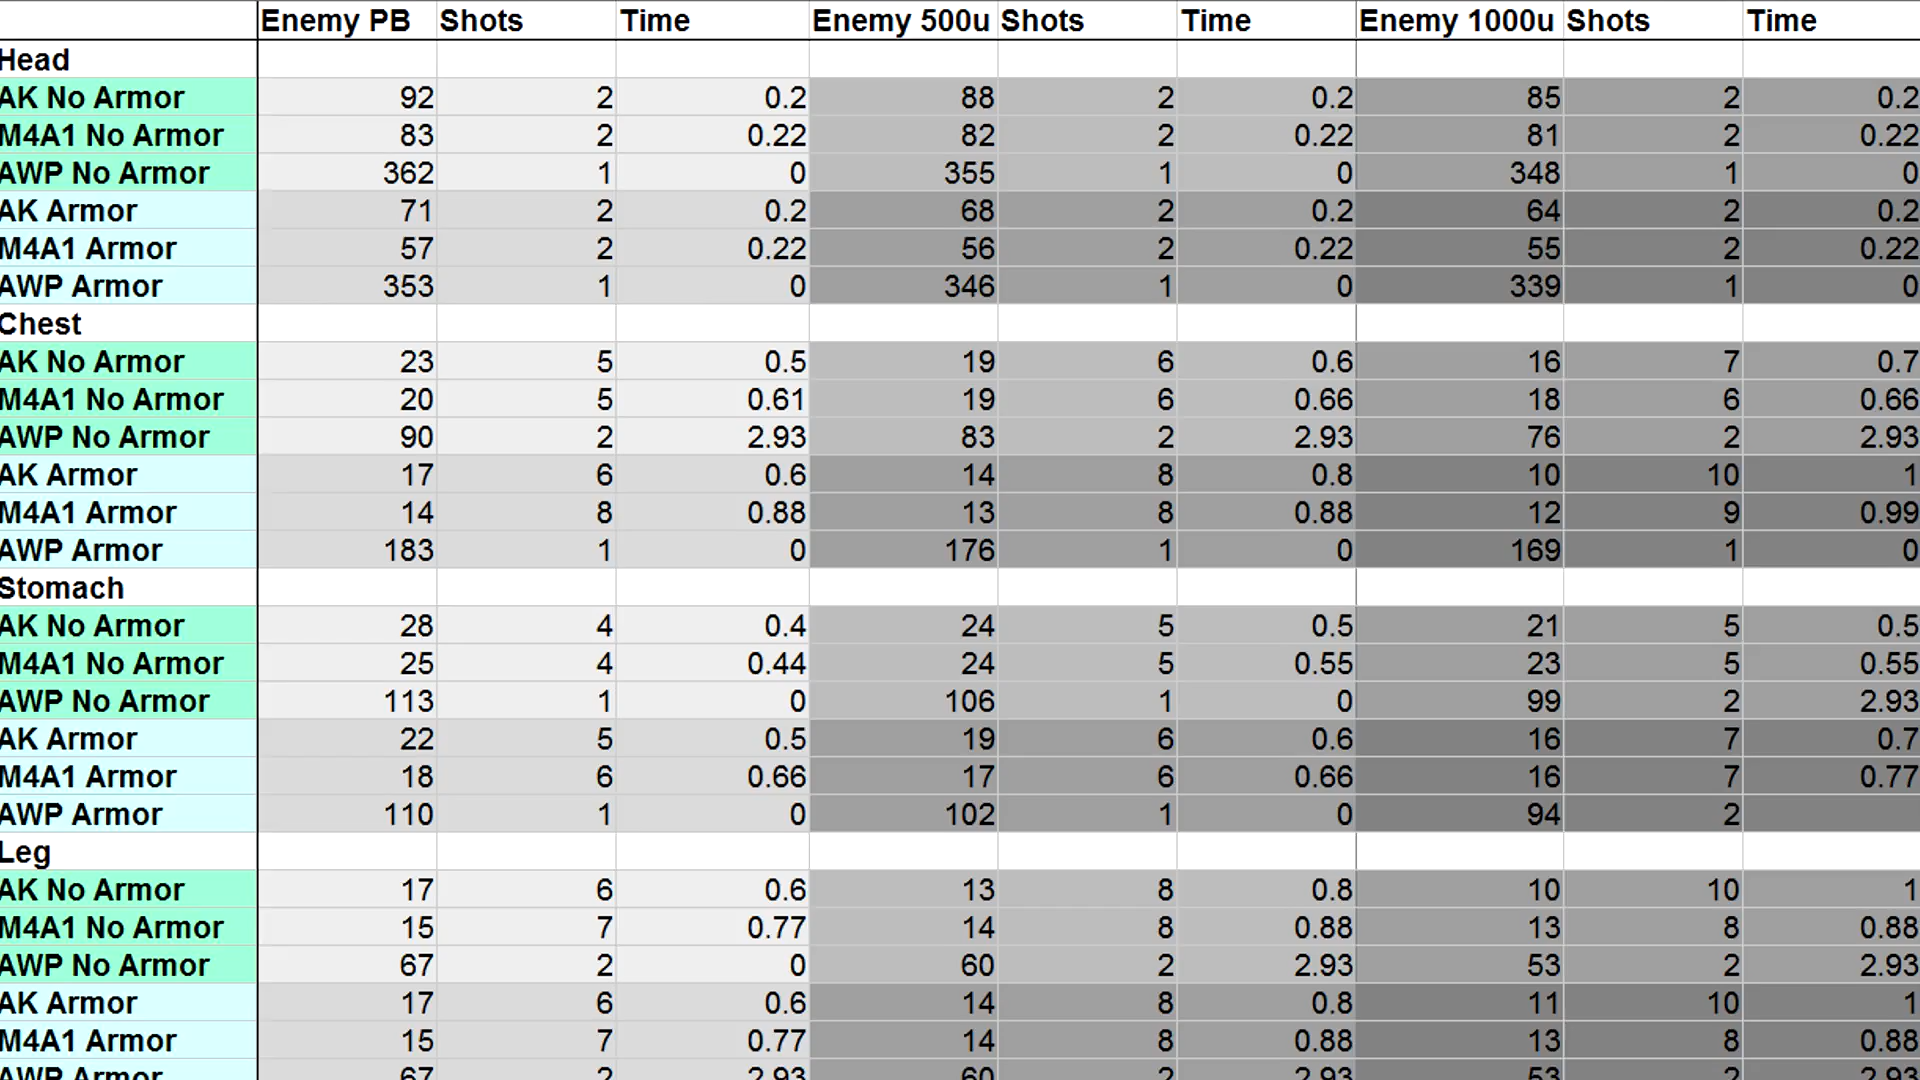 Enemy PB Shots Time Enemy 500u Shots Time Enemy 1000u Shots Time
Head
AK No Armor 92 2 0.2 88 2 0.2 85 2 0.2
M4A1 No Armor 83 2 0.22 82 2 0.22 81 2 0.22
AWP No Armor 362 1 0 355 1 0 348 1 0
AK Armor 71 2 0.2 68 2 0.2 64 2 0.2
M4A1 Armor 57 2 0.22 56 2 0.22 55 2 0.22
AWP Armor 353 1 0 346 1 0 339 1 0
Chest
AK No Armor 23 5 0.5 19 6 0.6 16 7 0.7
M4A1 No Armor 20 5 0.61 19 6 0.66 18 6 0.66
AWP No Armor 90 2 2.93 83 2 2.93 76 2 2.93
AK Armor 17 6 0.6 14 8 0.8 10 10 1
M4A1 Armor 14 8 0.88 13 8 0.88 12 9 0.99
AWP Armor 183 1 0 176 1 0 169 1 0
Stomach
AK No Armor 28 4 0.4 24 5 0.5 21 5 0.5
M4A1 No Armor 25 4 0.44 24 5 0.55 23 5 0.55
AWP No Armor 113 1 0 106 1 0 99 2 2.93
AK Armor 22 5 0.5 19 6 0.6 16 7 0.7
M4A1 Armor 18 6 0.66 17 6 0.66 16 7 0.77
AWP Armor 110 1 0 102 1 0 94 2
Leg
AK No Armor 17 6 0.6 13 8 0.8 10 10 1
M4A1 No Armor 15 7 0.77 14 8 0.88 13 8 0.88
AWP No Armor 67 2 0 60 2 2.93 53 2 2.93
AK Armor 17 6 0.6 14 8 0.8 11 10 1
M4A1 Armor 15 7 0.77 14 8 0.88 13 8 0.88
AWP Armor 67 2 2.93 60 2 2.93 53 2 2.93